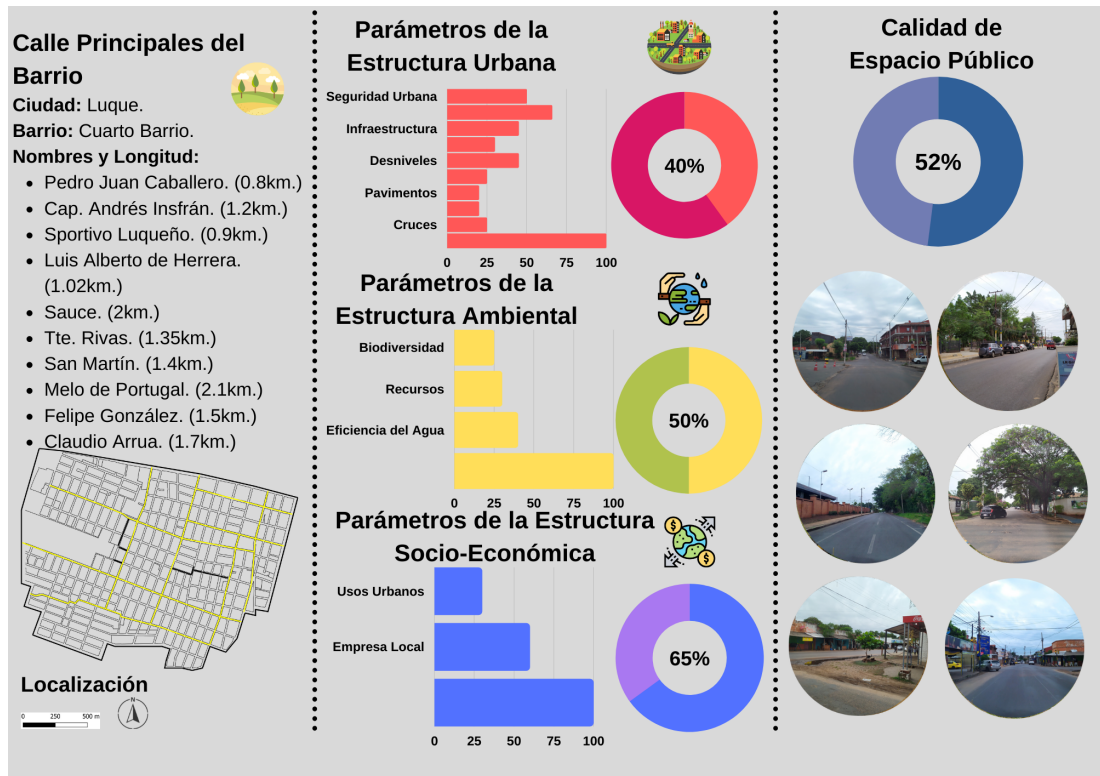 Calle Principales del
Barrio
Ciudad: Luque.
Barrio: Cuarto Barrio.
Nombres y Longitud:
Pedro Juan Caballero. (0.8km.)
Cap. Andrés Insfrán. (1.2km.)
Sportivo Luqueño. (0.9km.)
Luis Alberto de Herrera.
(1.02km.)
Sauce. (2km.)
Tte. Rivas. (1.35km.)
San Martín. (1.4km.)
Melo de Portugal. (2.1km.)
Felipe González. (1.5km.)
Claudio Arrua. (1.7km.)
Localización
0 250 500 m
N
Parámetros de la
Estructura Urbana
Seguridad Urbana
Infraestructura
Desniveles
Pavimentos
Cruces
0 25 50 75 100
40%
Parámetros de la
Estructura Ambiental
Biodiversidad
Recursos
Eficiencia del Agua
0 25 50 75 100
50%
Parámetros de la Estructura
Socio-Económica
Usos Urbanos
Empresa Local
0 25 50 75 100
65%
Calidad de
Espacio Público
52%